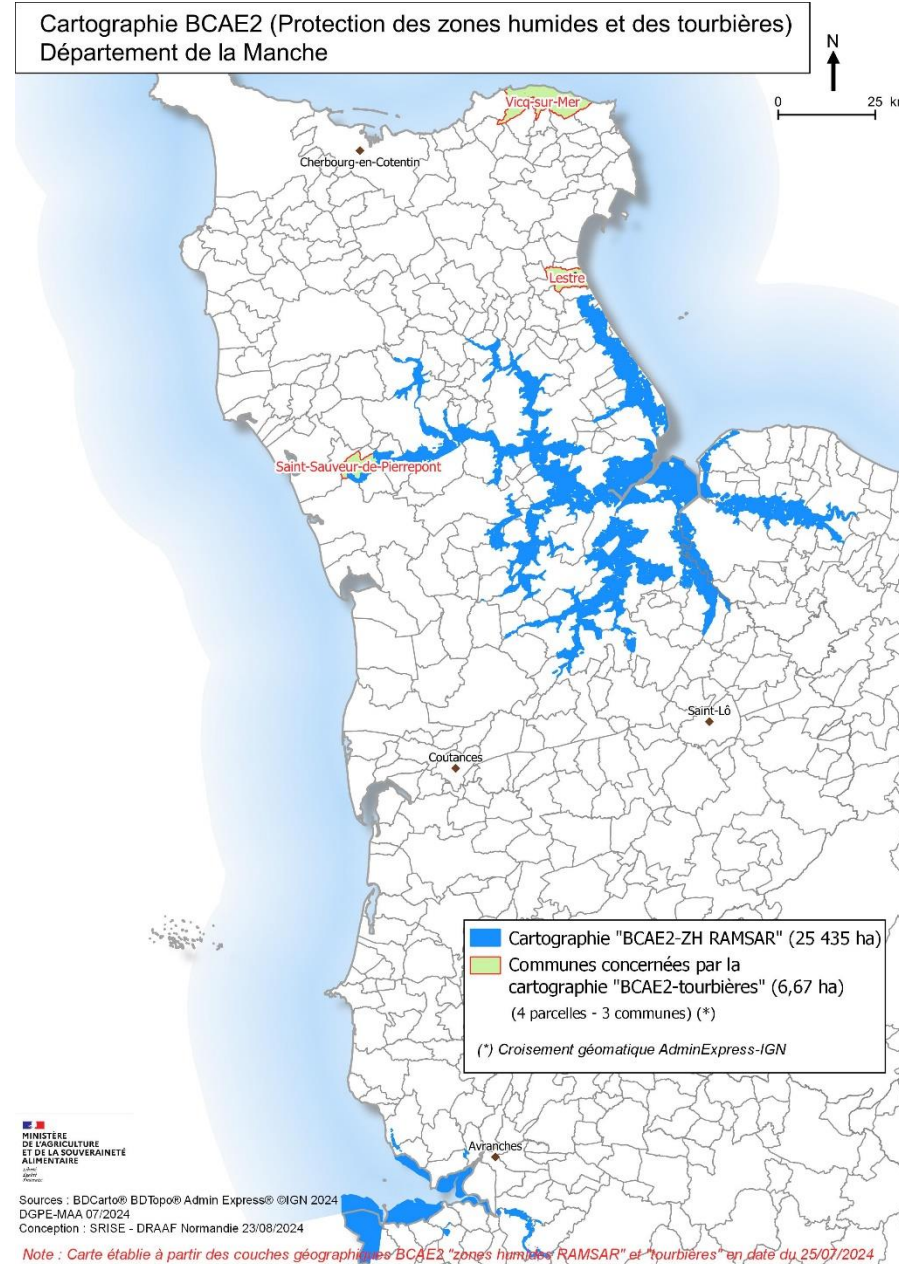 Cartographie BCAE2 (Protection des zones humides et des tourbières)
Département de la Manche
N
0 25 km
Vicq-sur-Mer
Cherbourg-en-Cotentin
Lestre
Saint-Sauveur-de-Pierrepont
Saint-Lô
Coutances
Cartographie "BCAE2-ZH RAMSAR" (25 435 ha)
Communes concernées par la
cartographie "BCAE2-tourbières" (6,67 ha)
(4 parcelles - 3 communes) (*)
(*) Croisement géomatique AdminExpress-IGN
Avranches
MINISTÈRE
DE L'AGRICULTURE
ET DE LA SOUVERAINETÉ
ALIMENTAIRE
Liberté
Égalité
Fraternité
Sources : BDCarto® BDTopo® Admin Express® ©IGN 2024
DGPE-MAA 07/2024
Conception : SRISE - DRAAF Normandie 23/08/2024
Note : Carte établie à partir des couches géographiques BCAE2 "zones humides RAMSAR" et "tourbières" en date du 25/07/2024